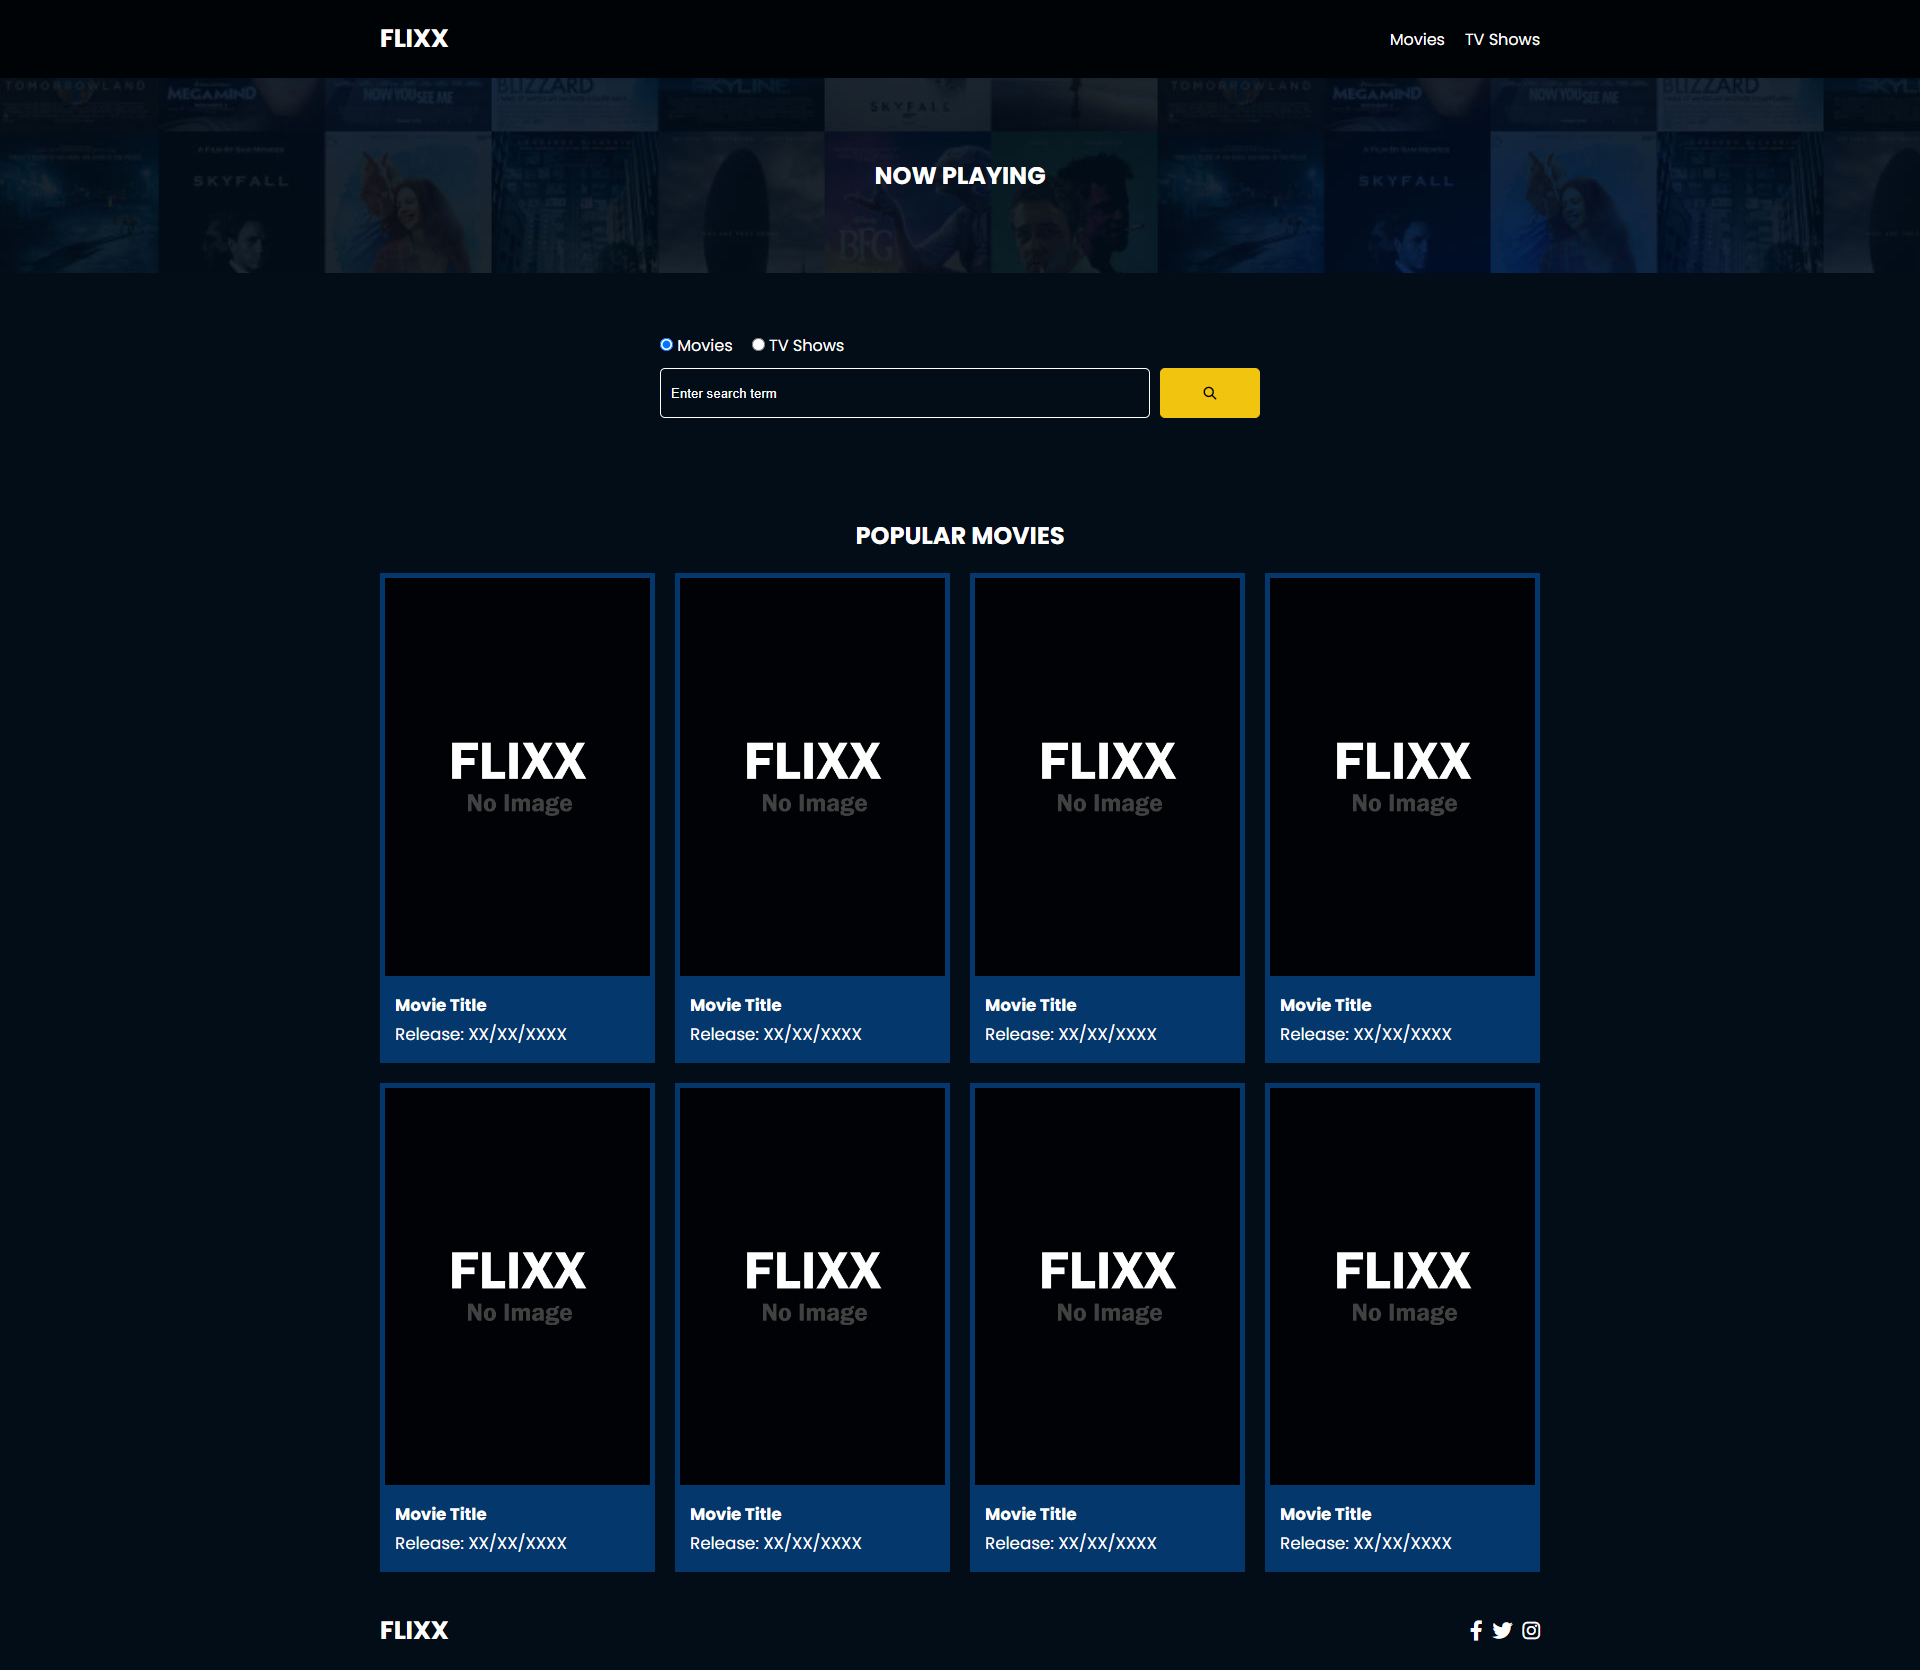 FLIXX
Movies TV Shows
TOMORROWLAND MEGAMIND NOW YOU SEE ME BLIZZARD SKYLINE SKYFALL TOMORROWLAND MEGAMIND NOW YOU SEE ME BLIZZARD
A FILM BY SAM MENDES
SKYFALL
SKYFALL
NOW PLAYING
BFG
Movies TV Shows
Enter search term
POPULAR MOVIES
FLIXX FLIXX FLIXX FLIXX
No Image No Image No Image No Image
Movie Title Movie Title Movie Title Movie Title
Release: XX/XX/XXXX Release: XX/XX/XXXX Release: XX/XX/XXXX Release: XX/XX/XXXX
FLIXX FLIXX FLIXX FLIXX
No Image No Image No Image No Image
Movie Title Movie Title Movie Title Movie Title
Release: XX/XX/XXXX Release: XX/XX/XXXX Release: XX/XX/XXXX Release: XX/XX/XXXX
FLIXX